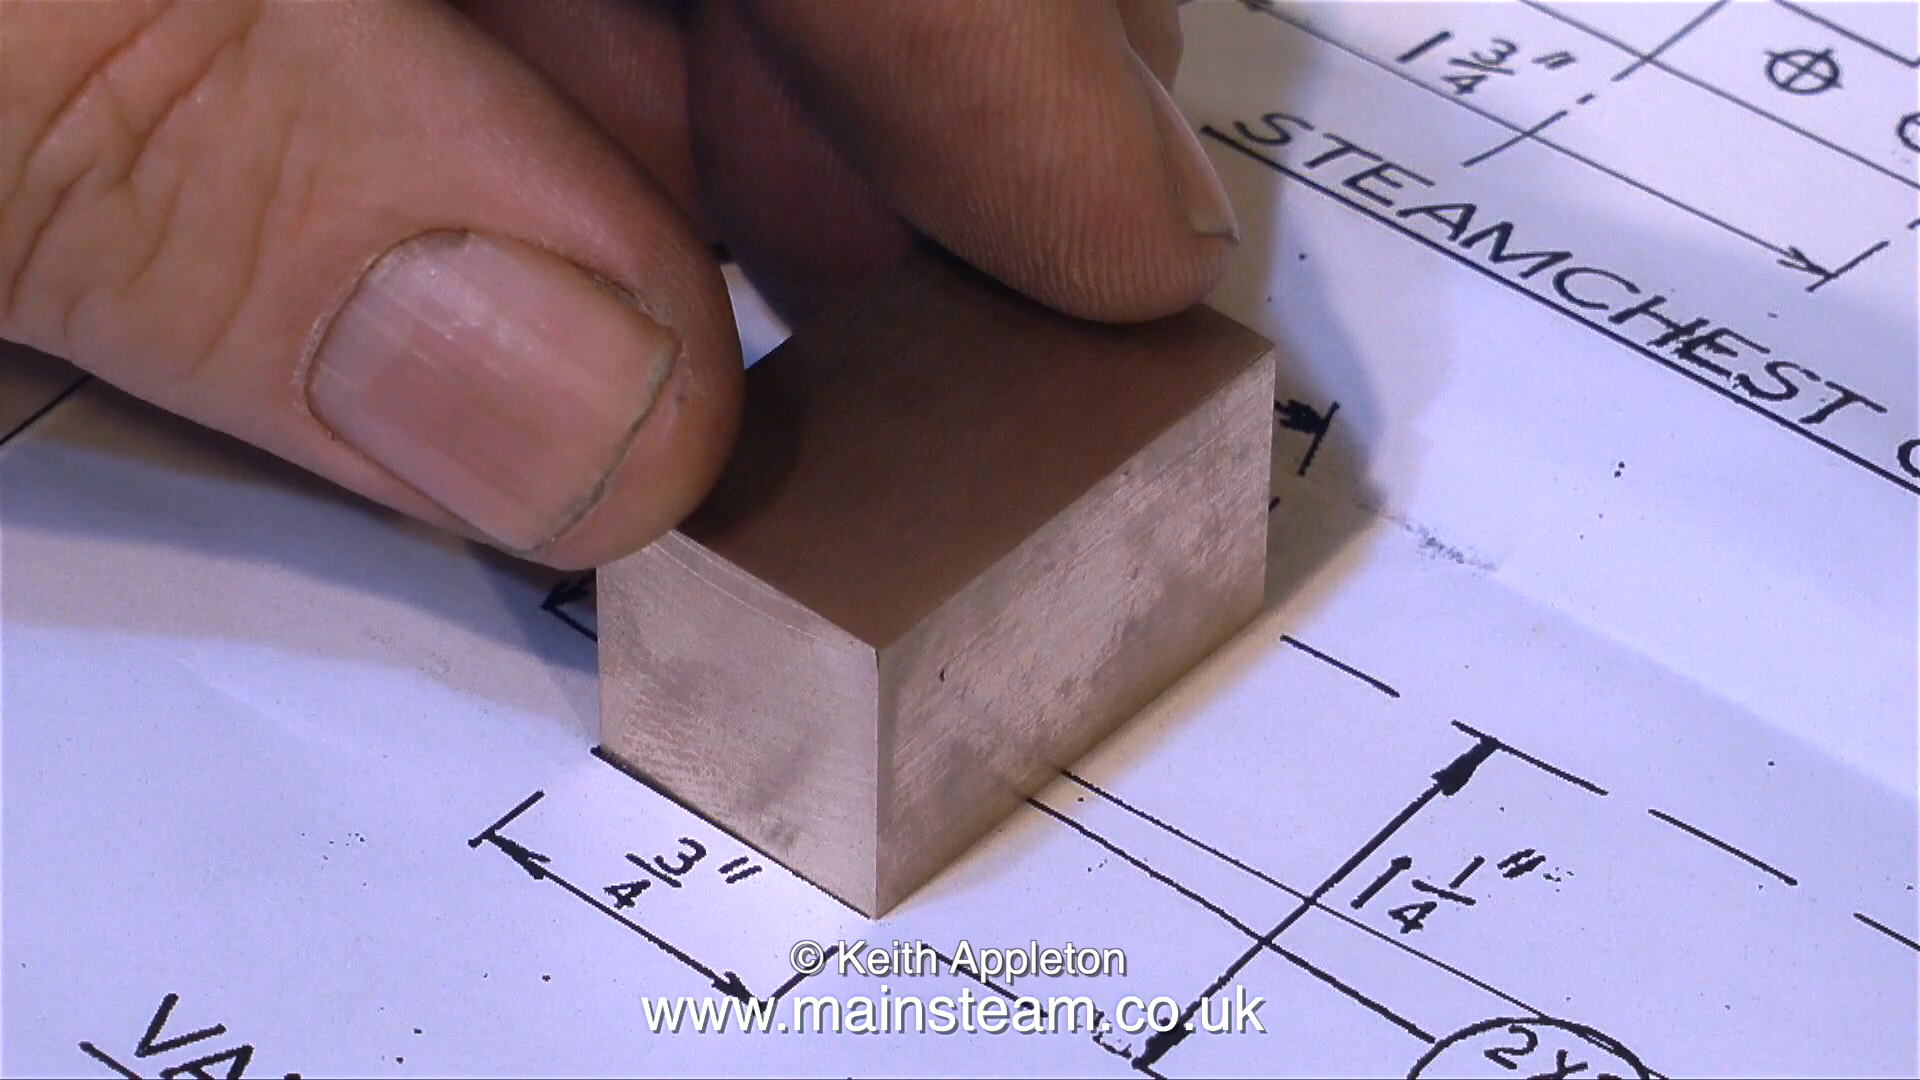 1 3/4"
STEAMCHEST
3/4"
1 1/4"
© Keith Appleton
www.mainsteam.co.uk